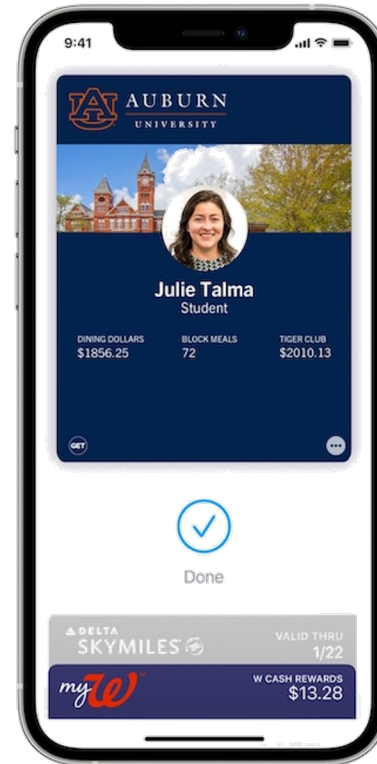 9:41
AUBURN
UNIVERSITY
Julie Talma
Student
DINING DOLLARS BLOCK MEALS TIGER CLUB
$1856.25 72 $2010.13
GET
Done
DELTA
SKYMILES
VALID THRU
1/22
my W
W CASH REWARDS
$13.28